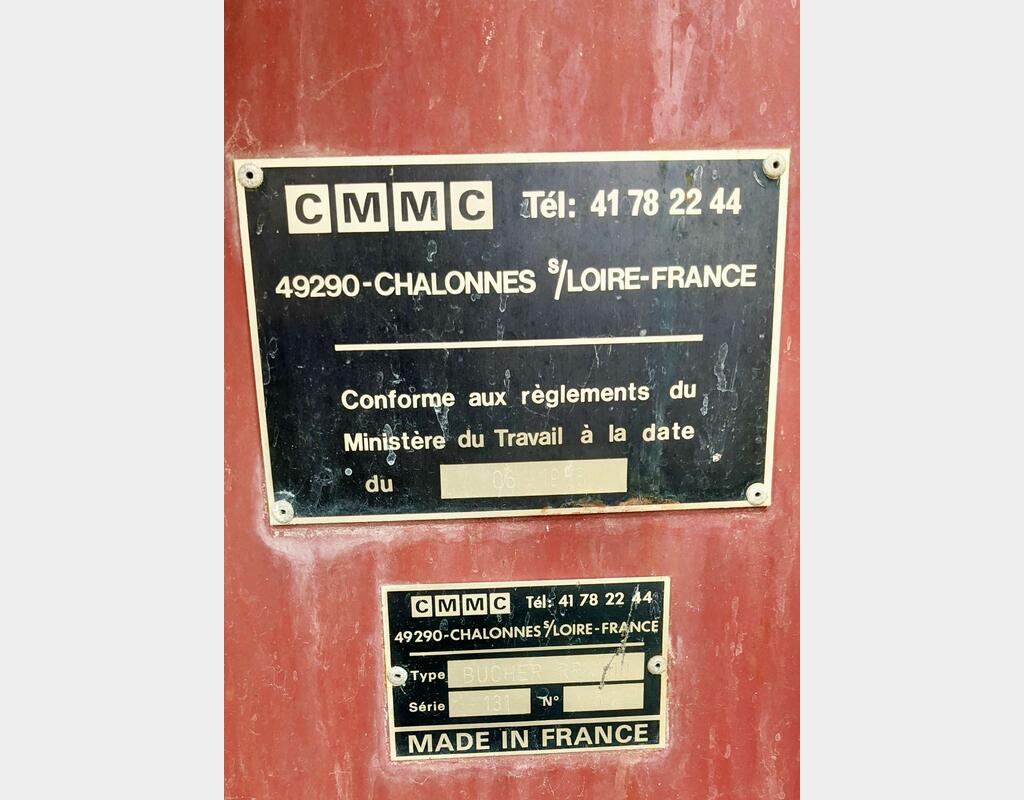 CMMC Tél: 41 78 22 44
49290-CHALONNES S/LOIRE-FRANCE
Conforme aux règlements du
Ministère du Travail à la date
du 06
CMMC Tél: 41 78 22 44
49290-CHALONNES S/LOIRE-FRANCE
Type BUCHER
Série 131 N°
MADE IN FRANCE